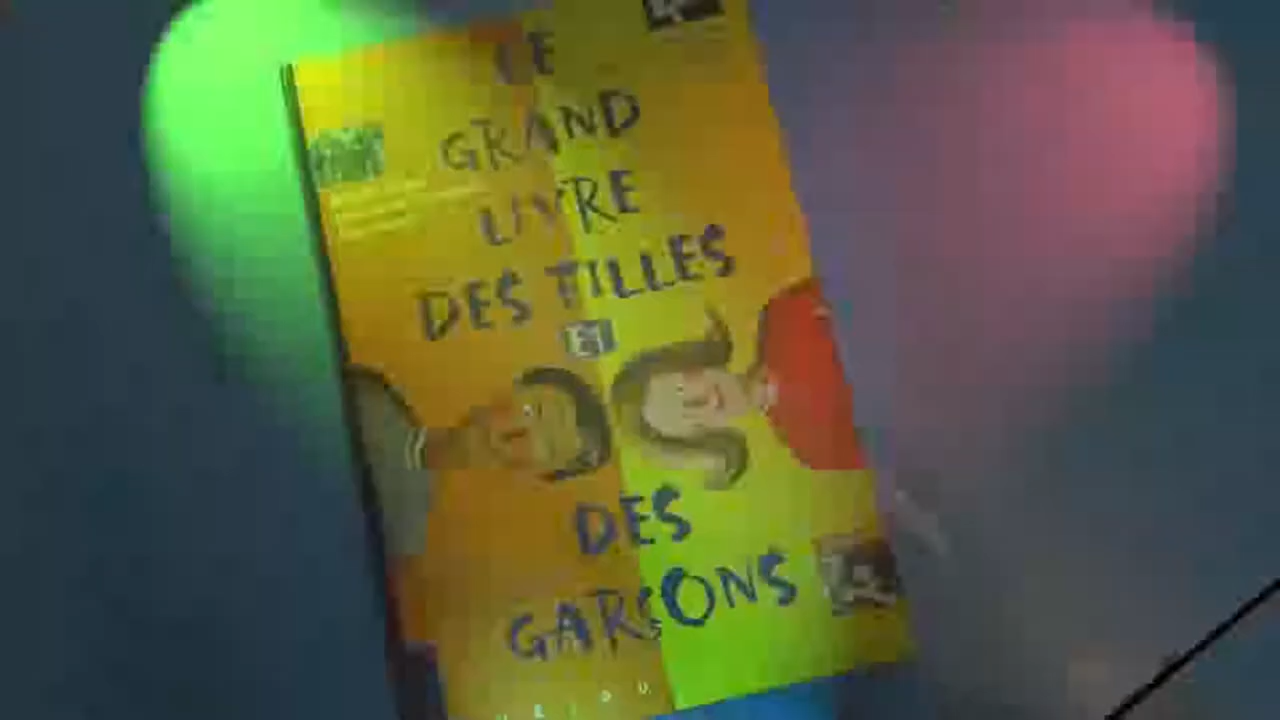 LE
GRAND
LIVRE
DES FILLES
ET
DES
GARÇONS